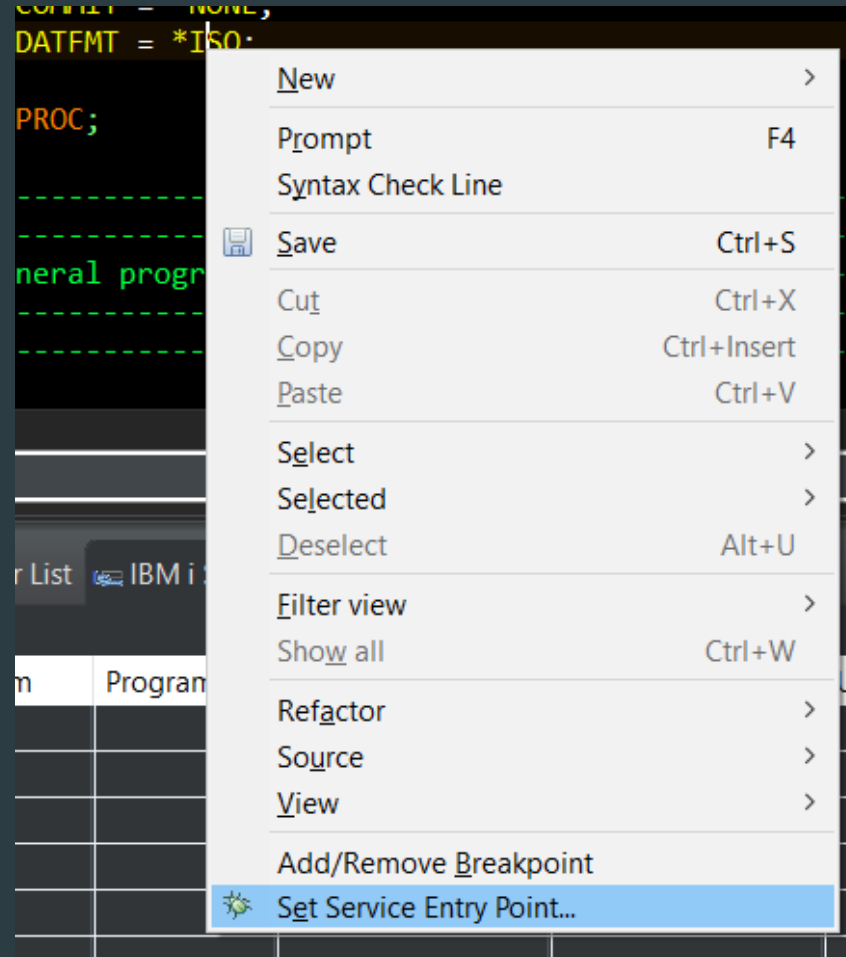 COMMIT = *NONE;
DATFMT = *ISO;
PROC;
neral progr
New
Prompt F4
Syntax Check Line
Save Ctrl+S
Cut Ctrl+X
Copy Ctrl+Insert
Paste Ctrl+V
Select
Selected
Deselect Alt+U
Filter view
Show all Ctrl+W
Refactor
Source
View
Add/Remove Breakpoint
Set Service Entry Point...
r List IBM i
m Program